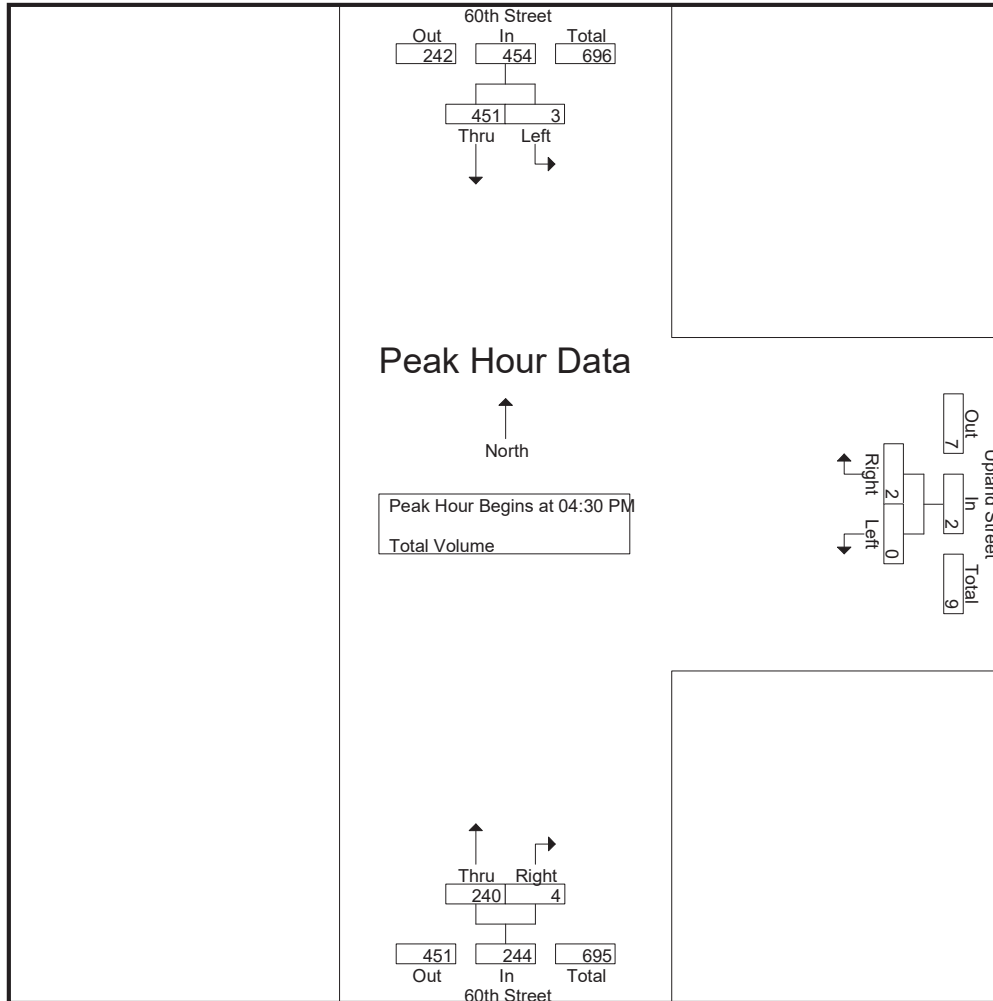 60th Street
Out In Total
242 454 696
451 3
Thru Left
Peak Hour Data
North
Peak Hour Begins at 04:30 PM
Total Volume
Upland Street
Out In Total
7 2 9
Right Left
2 0
Thru Right
240 4
451 244 695
Out In Total
60th Street